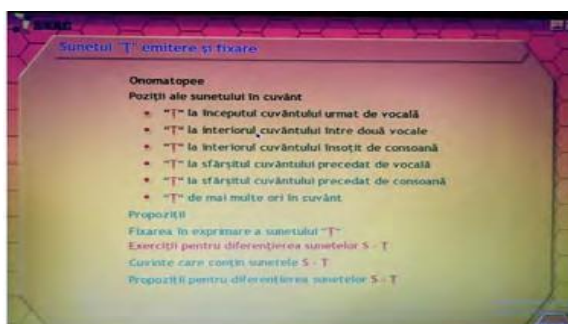 Sunetul "Ț" emitere și fixare
Onomatopee
Poziții ale sunetului în cuvânt
• "Ț" la începutul cuvântului urmat de vocală
• "Ț" la interiorul cuvântului între două vocale
• "Ț" la interiorul cuvântului însoțit de consoană
• "Ț" la sfârșitul cuvântului precedat de vocală
• "Ț" la sfârșitul cuvântului precedat de consoană
• "Ț" de mai multe ori în cuvânt
Propoziții
Fixarea în exprimare a sunetului "Ț"
Exerciții pentru diferențierea sunetelor S - Ț
Cuvinte care conțin sunetele S - Ț
Propoziții pentru diferențierea sunetelor S - Ț